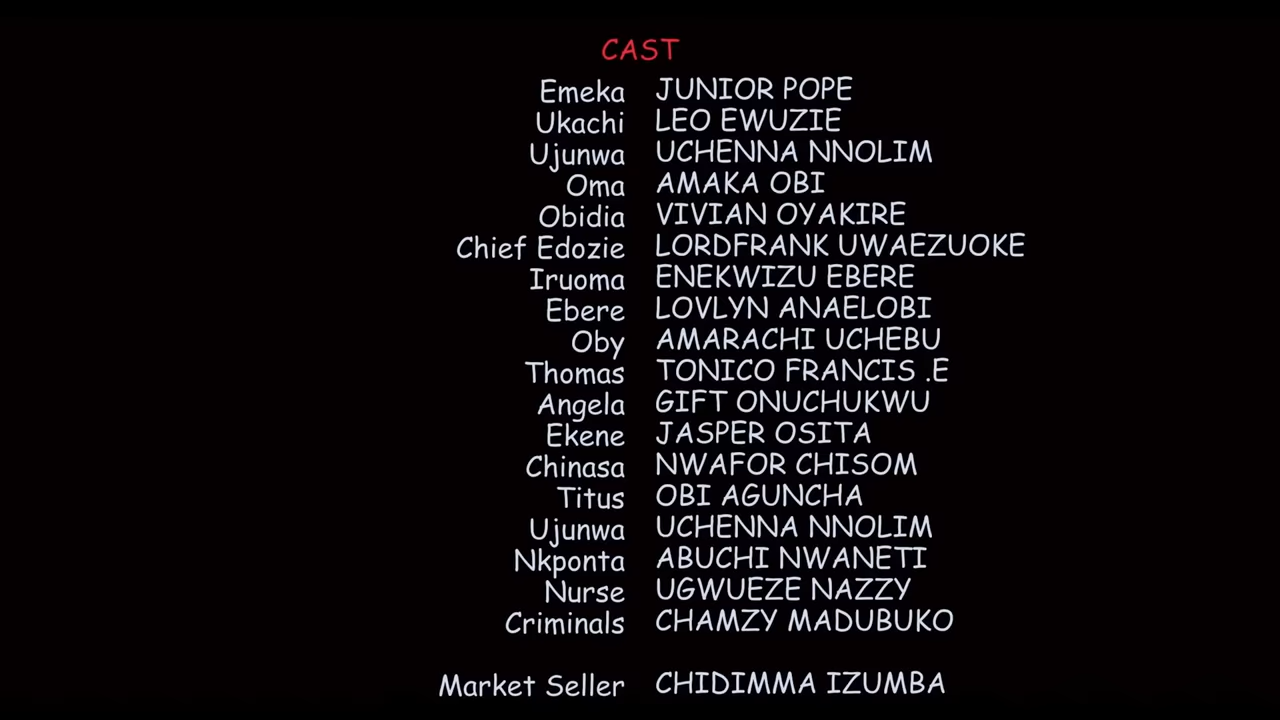 CAST
Emeka JUNIOR POPE
Ukachi LEO EWUZIE
Ujunwa UCHENNA NNOLIM
Oma AMAKA OBI
Obidia VIVIAN OYAKIRE
Chief Edozie LORDFRANK UWAEZUOKE
Iruoma ENEKWIZU EBERE
Ebere LOVLYN ANAELOBI
Oby AMARACHI UCHEBU
Thomas TONICO FRANCIS .E
Angela GIFT ONUCHUKWU
Ekene JASPER OSITA
Chinasa NWAFOR CHISOM
Titus OBI AGUNCHA
Ujunwa UCHENNA NNOLIM
Nkponta ABUCHI NWANETI
Nurse UGWUEZE NAZZY
Criminals CHAMZY MADUBUKO
Market Seller CHIDIMMA IZUMBA